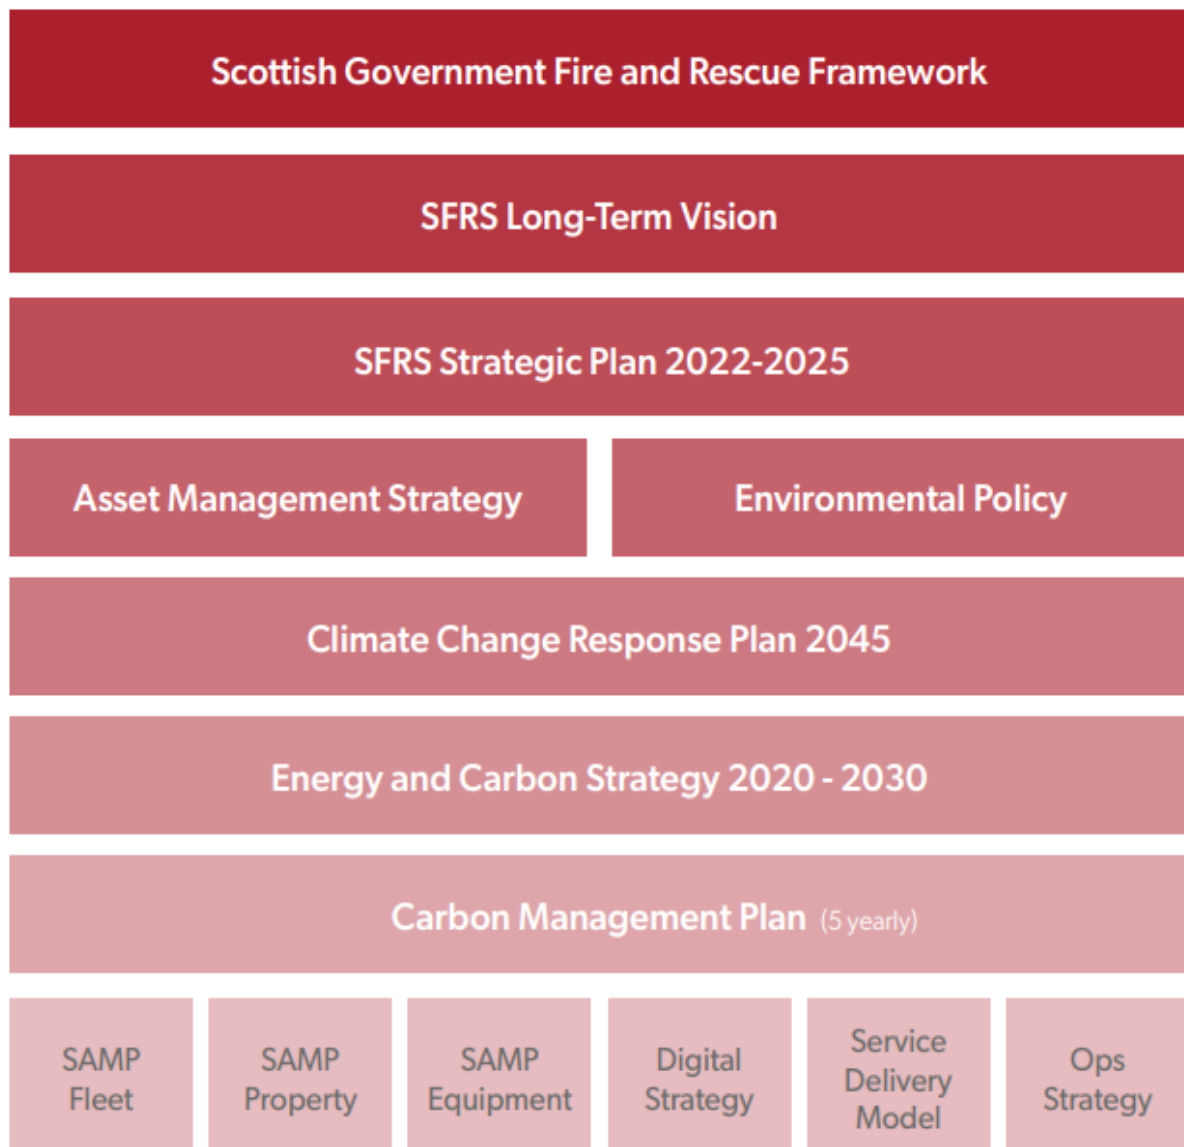 Scottish Government Fire and Rescue Framework
SFRS Long-Term Vision
SFRS Strategic Plan 2022-2025
Asset Management Strategy
Environmental Policy
Climate Change Response Plan 2045
Energy and Carbon Strategy 2020 - 2030
Carbon Management Plan (5 yearly)
SAMP
Fleet
SAMP
Property
SAMP
Equipment
Digital
Strategy
Service
Delivery
Model
Ops
Strategy